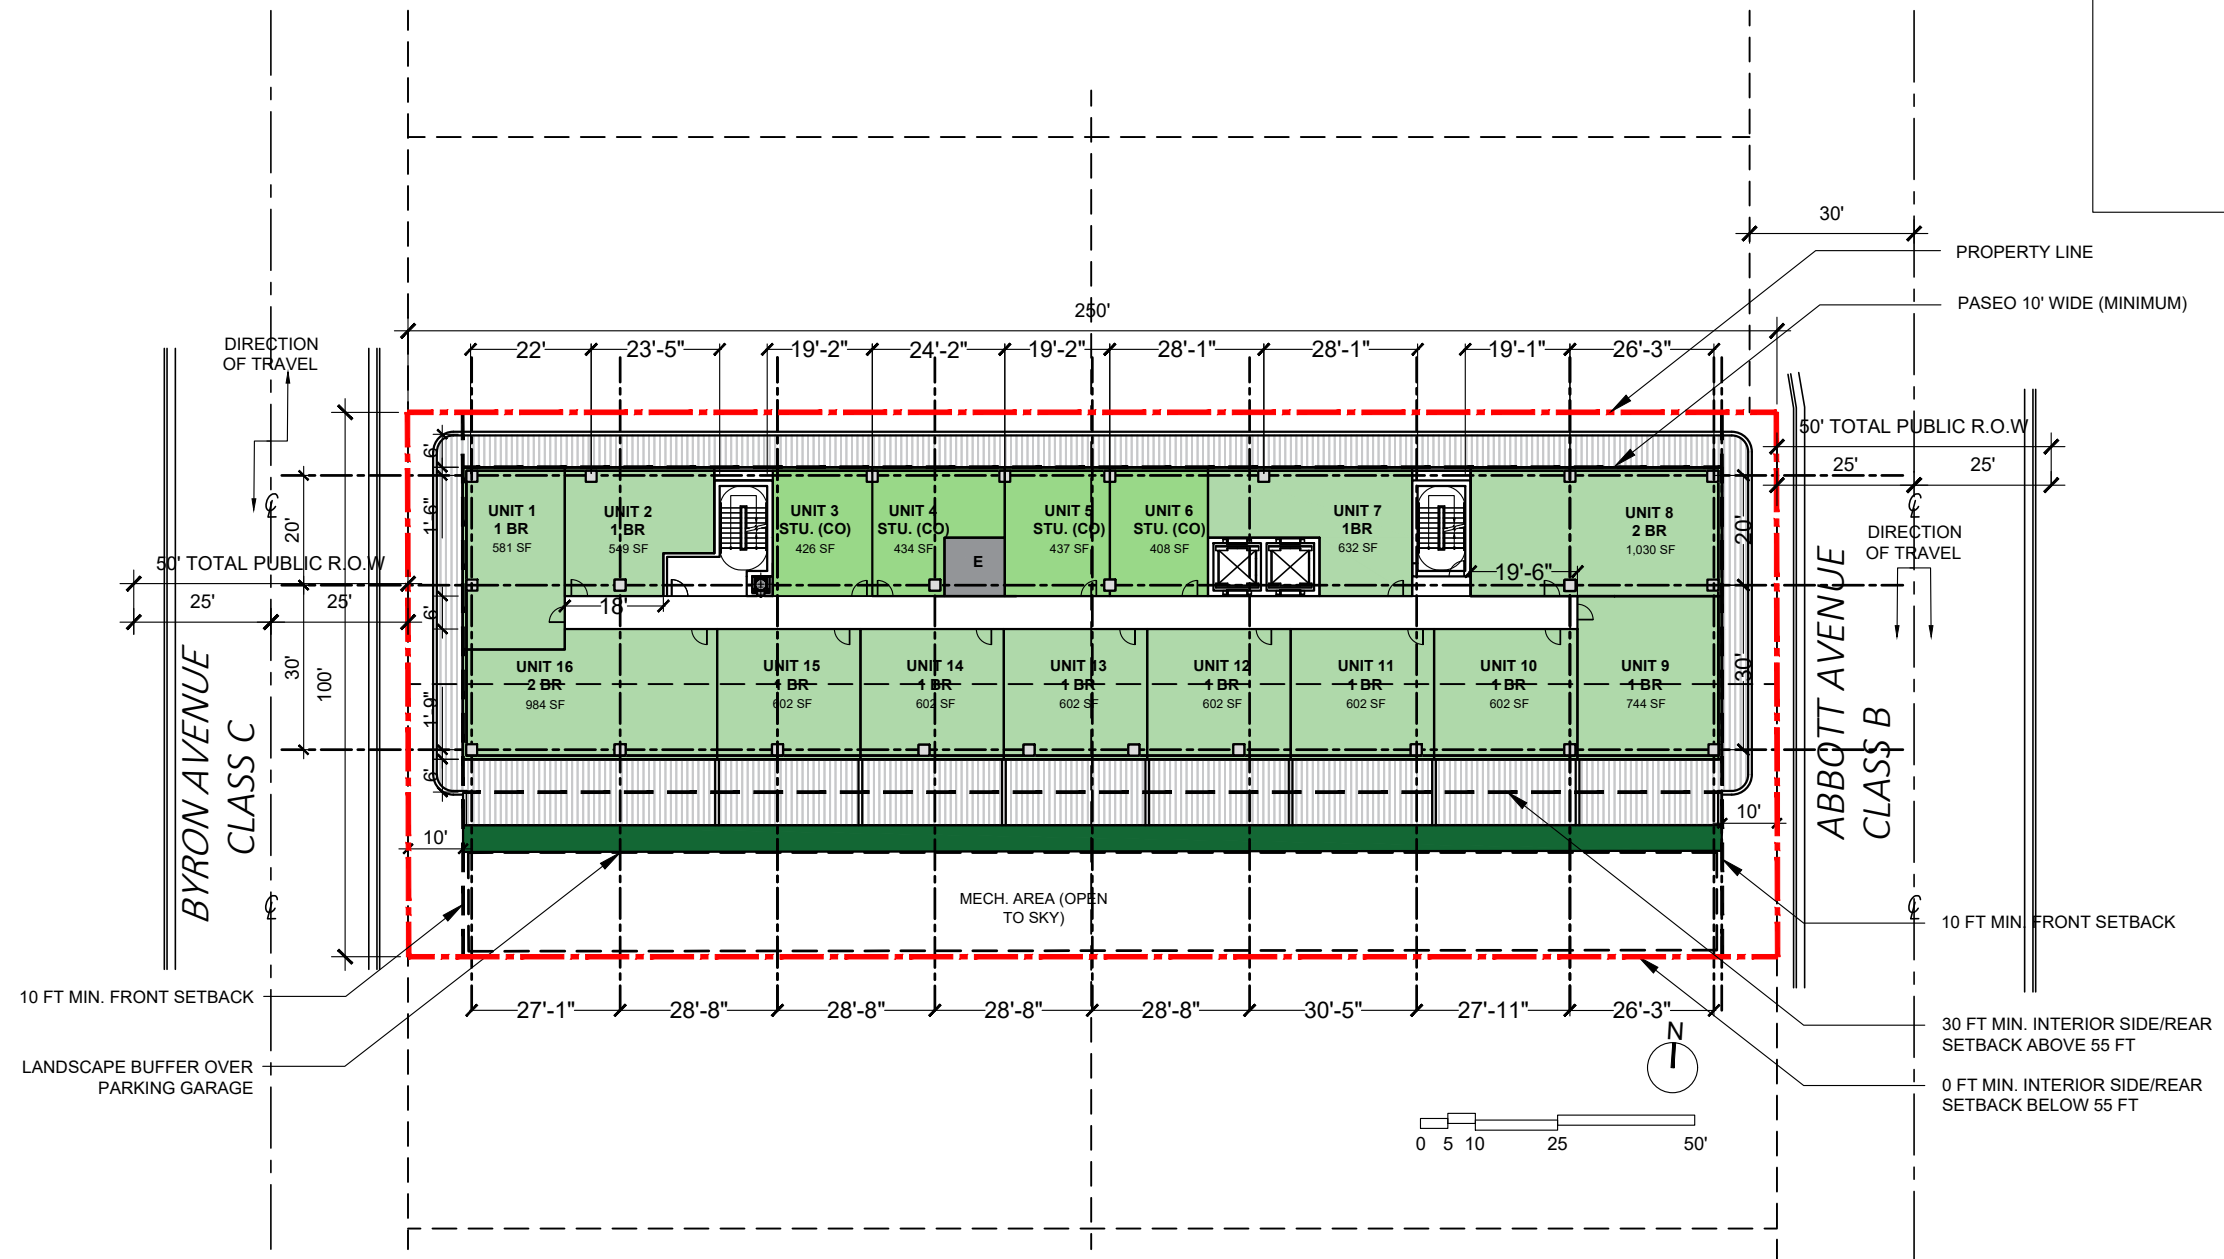 30'
PROPERTY LINE
PASEO 10' WIDE (MINIMUM)
250'
DIRECTION
OF TRAVEL
22'
23'-5"
19'-2"
24'-2"
19'-2"
28'-1"
28'-1"
19'-1"
26'-3"
50' TOTAL PUBLIC R.O.W
25'
25'
6'
1'-6"
20'
UNIT 1
1 BR
581 SF
UNIT 2
1 BR
549 SF
UNIT 3
STU. (CO)
426 SF
UNIT 4
STU. (CO)
434 SF
E
UNIT 5
STU. (CO)
437 SF
UNIT 6
STU. (CO)
408 SF
UNIT 7
1BR
632 SF
UNIT 8
2 BR
1,030 SF
20'
DIRECTION
OF TRAVEL
50' TOTAL PUBLIC R.O.W
25'
25'
6'
18'
19'-6"
30'
100'
1'-9"
6'
UNIT 16
2 BR
984 SF
UNIT 15
1 BR
602 SF
UNIT 14
1 BR
602 SF
UNIT 13
1 BR
602 SF
UNIT 12
1 BR
602 SF
UNIT 11
1 BR
602 SF
UNIT 10
1 BR
602 SF
UNIT 9
1 BR
744 SF
30'
BYRON AVENUE
CLASS C
ABBOTT AVENUE
CLASS B
10'
10'
MECH. AREA (OPEN
TO SKY)
10 FT MIN. FRONT SETBACK
10 FT MIN. FRONT SETBACK
27'-1"
28'-8"
28'-8"
28'-8"
28'-8"
30'-5"
27'-11"
26'-3"
LANDSCAPE BUFFER OVER
PARKING GARAGE
N
30 FT MIN. INTERIOR SIDE/REAR
SETBACK ABOVE 55 FT
0 FT MIN. INTERIOR SIDE/REAR
SETBACK BELOW 55 FT
0 5 10 25 50'